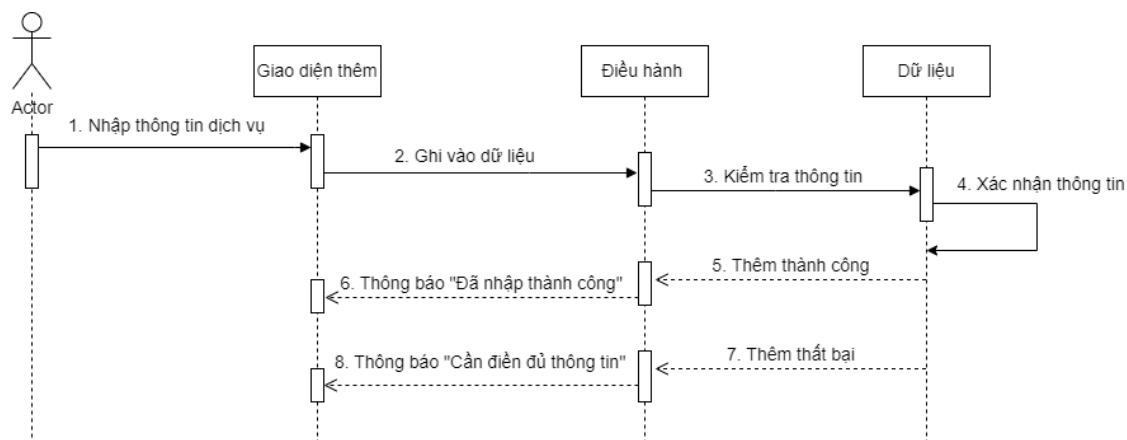 Actor
Giao diện thêm
Điều hành
Dữ liệu
1. Nhập thông tin dịch vụ
2. Ghi vào dữ liệu
3. Kiểm tra thông tin
4. Xác nhận thông tin
5. Thêm thành công
6. Thông báo "Đã nhập thành công"
7. Thêm thất bại
8. Thông báo "Cần điền đủ thông tin"